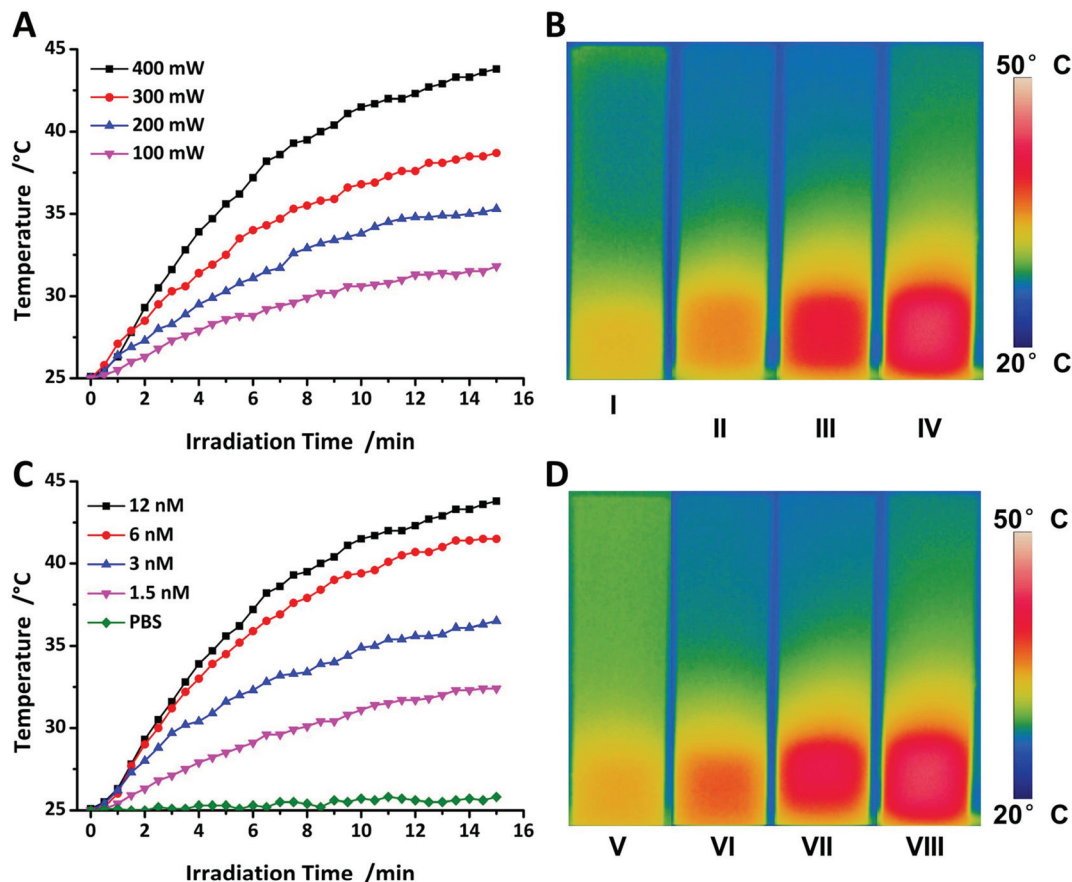 A
45
40
35
30
25
Temperature /°C
400 mW
300 mW
200 mW
100 mW
0 2 4 6 8 10 12 14 16
Irradiation Time /min
B
50° C
20° C
I
II
III
IV
C
45
40
35
30
25
Temperature /°C
12 nM
6 nM
3 nM
1.5 nM
PBS
0 2 4 6 8 10 12 14 16
Irradiation Time /min
D
50° C
20° C
V
VI
VII
VIII